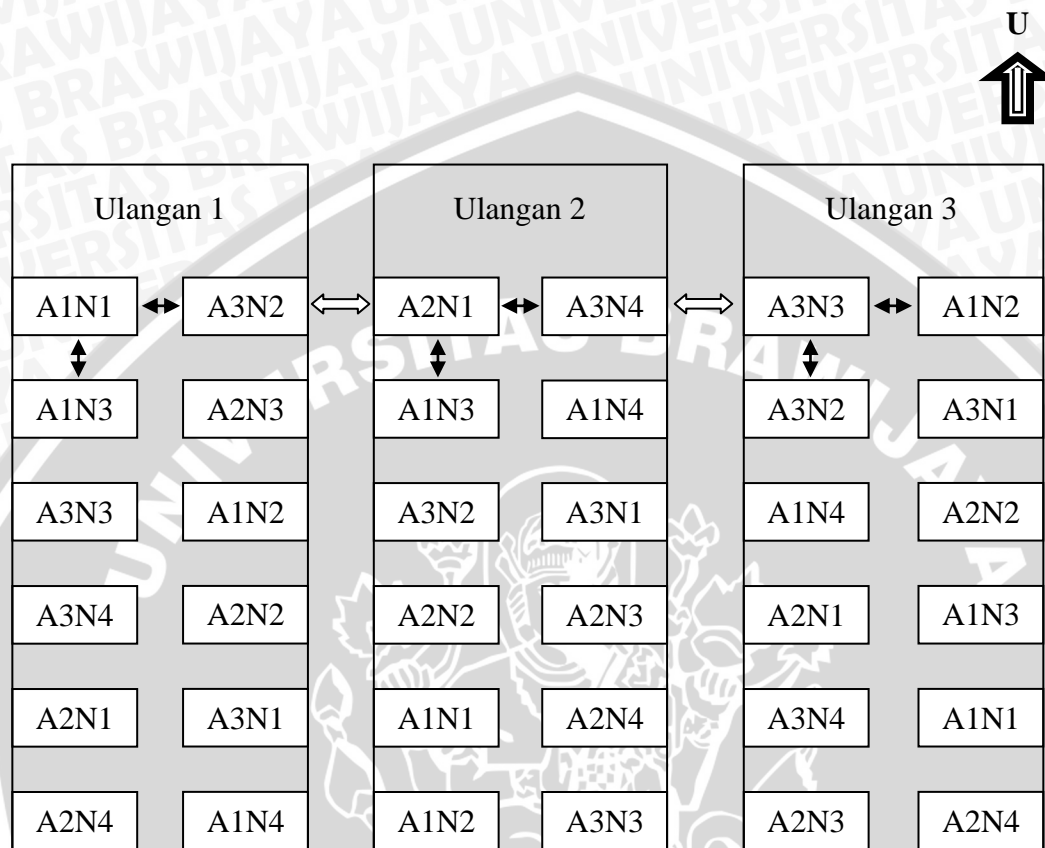 U
Ulangan 1 Ulangan 2 Ulangan 3
A1N1 A3N2 A2N1 A3N4 A3N3 A1N2
A1N3 A2N3 A1N3 A1N4 A3N2 A3N1
A3N3 A1N2 A3N2 A3N1 A1N4 A2N2
A3N4 A2N2 A2N2 A2N3 A2N1 A1N3
A2N1 A3N1 A1N1 A2N4 A3N4 A1N1
A2N4 A1N4 A1N2 A3N3 A2N3 A2N4
UNIVERSITAS BRAWIJAYA